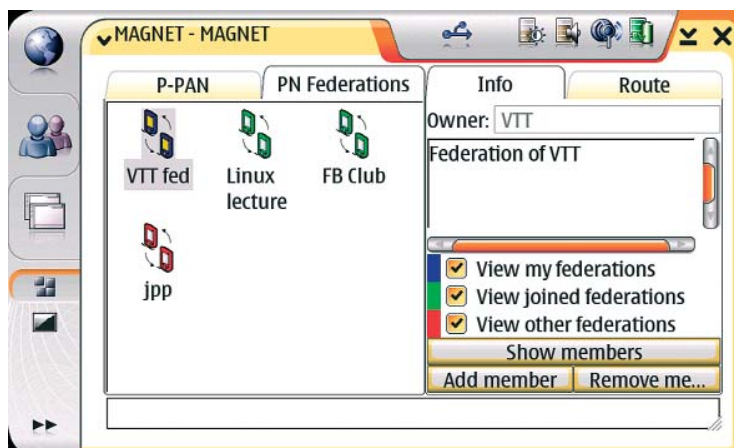 MAGNET - MAGNET
P-PAN
PN Federations
Info
Route
Owner: VTT
Federation of VTT
VTT fed
Linux
lecture
FB Club
jpp
View my federations
View joined federations
View other federations
Show members
Add member
Remove me...